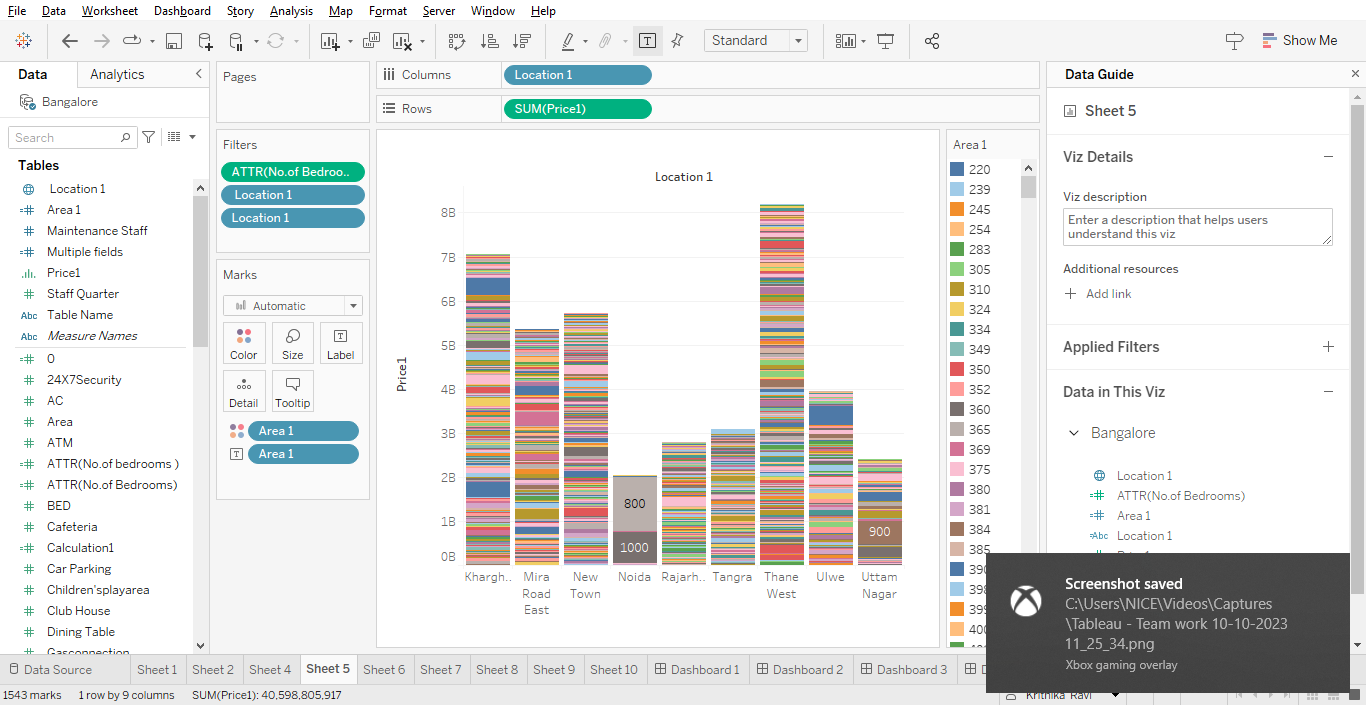 File Data Worksheet Dashboard Story Analysis Map Format Server Window Help
Standard
Show Me
Data Analytics
Bangalore
Search
Tables
Location 1
Area 1
Maintenance Staff
Multiple fields
Price1
Staff Quarter
Abc Table Name
Abc Measure Names
0
24X7Security
AC
Area
ATM
ATTR(No.of bedrooms )
ATTR(No.of Bedrooms)
BED
Cafeteria
Calculation1
Car Parking
Children'splayarea
Club House
Dining Table
Gasconnection
Pages
Filters
ATTR(No.of Bedroo..
Location 1
Location 1
Marks
Automatic
Color Size Label
Detail Tooltip
Area 1
Area 1
Columns Location 1
Rows SUM(Price1)
Location 1
Price1
8B
7B
6B
5B
4B
3B
2B
1B
0B
800
1000
900
Khargh..
Mira
Road
East
New
Town
Noida
Rajarh..
Tangra
Thane
West
Ulwe
Uttam
Nagar
Area 1
220
239
245
254
283
305
310
324
334
349
350
352
360
365
369
375
380
381
384
385
390
398
399
400
Data Guide
Sheet 5
Viz Details
Viz description
Enter a description that helps users
understand this viz
Additional resources
Add link
Applied Filters
Data in This Viz
Bangalore
Location 1
ATTR(No.of Bedrooms)
Area 1
Abc Location 1
Screenshot saved
C:\Users\NICE\Videos\Captures
\Tableau - Team work 10-10-2023
11_25_34.png
Xbox gaming overlay
Data Source Sheet 1 Sheet 2 Sheet 4 Sheet 5 Sheet 6 Sheet 7 Sheet 8 Sheet 9 Sheet 10 Dashboard 1 Dashboard 2 Dashboard 3
1543 marks 1 row by 9 columns SUM(Price1): 40,598,805,917
Krithika Ravi